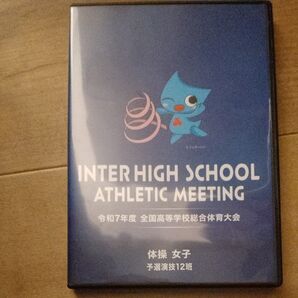 INTER HIGH SCHOOL
ATHLETIC MEETING
令和7年度 全国高等学校総合体育大会
体操 女子
予選演技12班